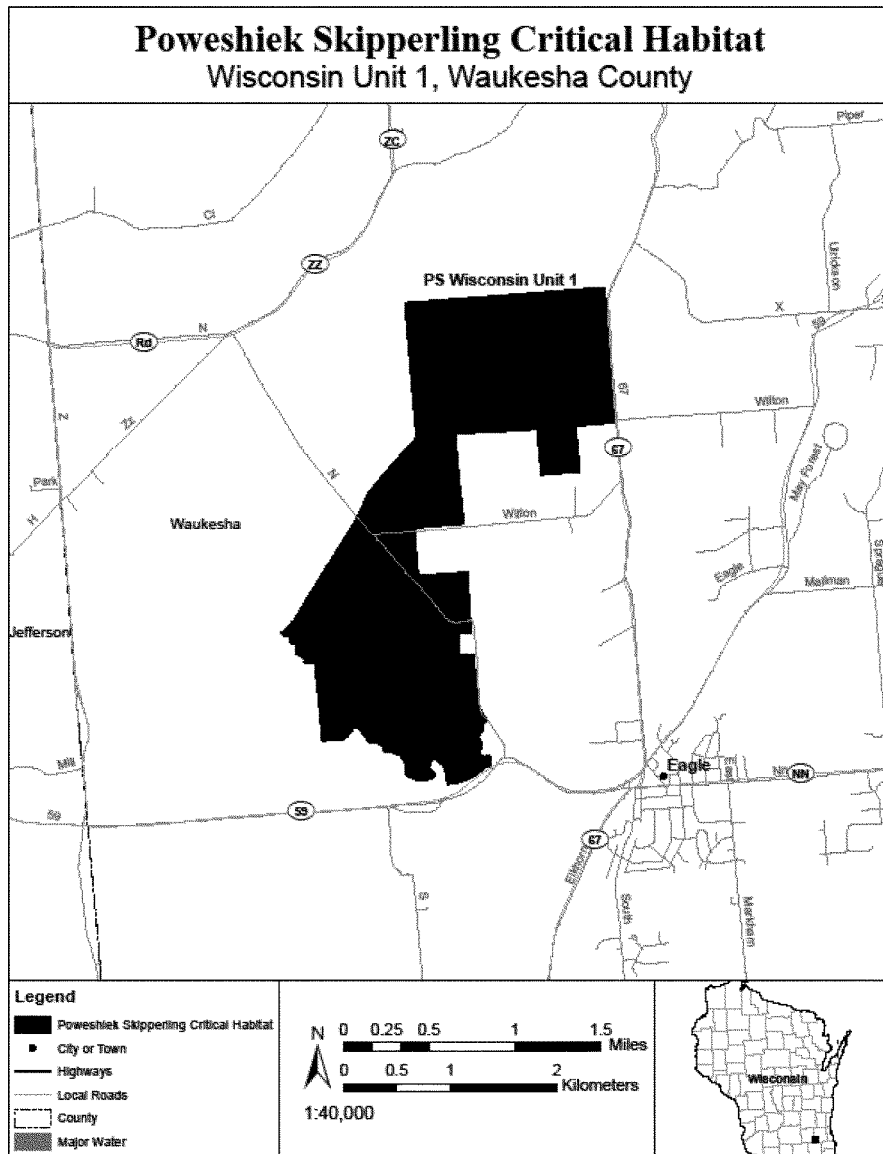 Poweshiek Skipperling Critical Habitat
Wisconsin Unit 1, Waukesha County
ZC
Piper
CI
ZZ
PS Wisconsin Unit 1
X
N
Rd
67
Wilton
Z
ZZ
67
May Forest
N
Park
H
Waukesha
Wilton
Sprague
Eagle
Mailman
Jefferson
Mill
Eagle
NN
NN
59
59
67
Elkhorn
S
South
Markham
Legend
Poweshiek Skipperling Critical Habitat
City or Town
Highways
Local Roads
County
Major Water
N
0 0.25 0.5 1 1.5
Miles
0 0.5 1 2
Kilometers
1:40,000
Wisconsin